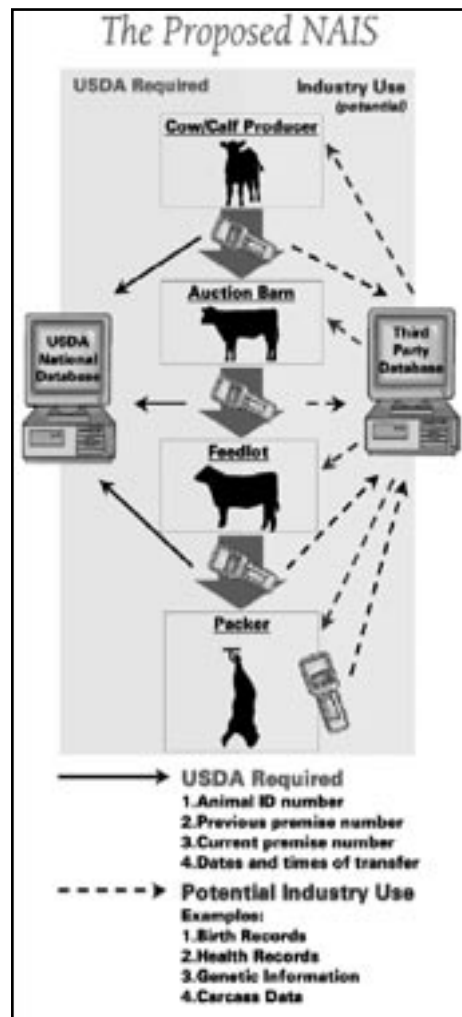 The Proposed NAIS
USDA Required
Industry Use
(potential)
Cow/Calf Producer
Auction Barn
USDA
National
Database
Third
Party
Database
Feedlot
Packer
USDA Required
1.Animal ID number
2.Previous premise number
3.Current premise number
4.Dates and times of transfer
Potential Industry Use
Examples:
1.Birth Records
2.Health Records
3.Genetic Information
4.Carcass Data